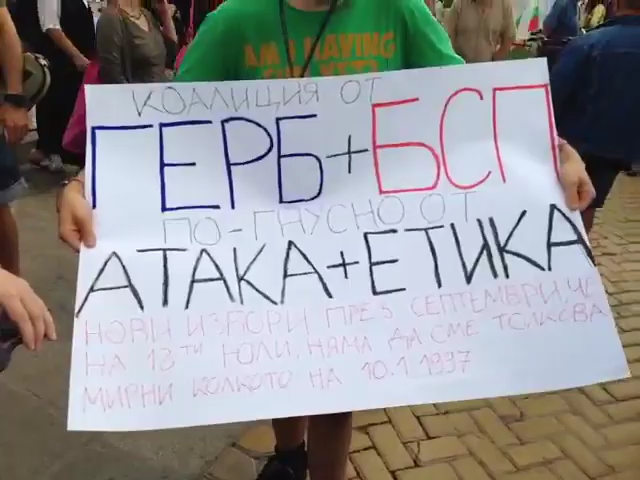 AM I HAVING
КОАЛИЦИЯ ОТ
ГЕРБ+БСП
ПО-ГНУСНО ОТ
АТАКА+ЕТИКА
НОВИ ИЗБОРИ ПРЕЗ СЕПТЕМВРИ, ЧЕ
НА 13ТИ ЮЛИ, НЯМА ДА СМЕ ТОЛКОВА
МИРНИ КОЛКОТО НА 10.1 1997